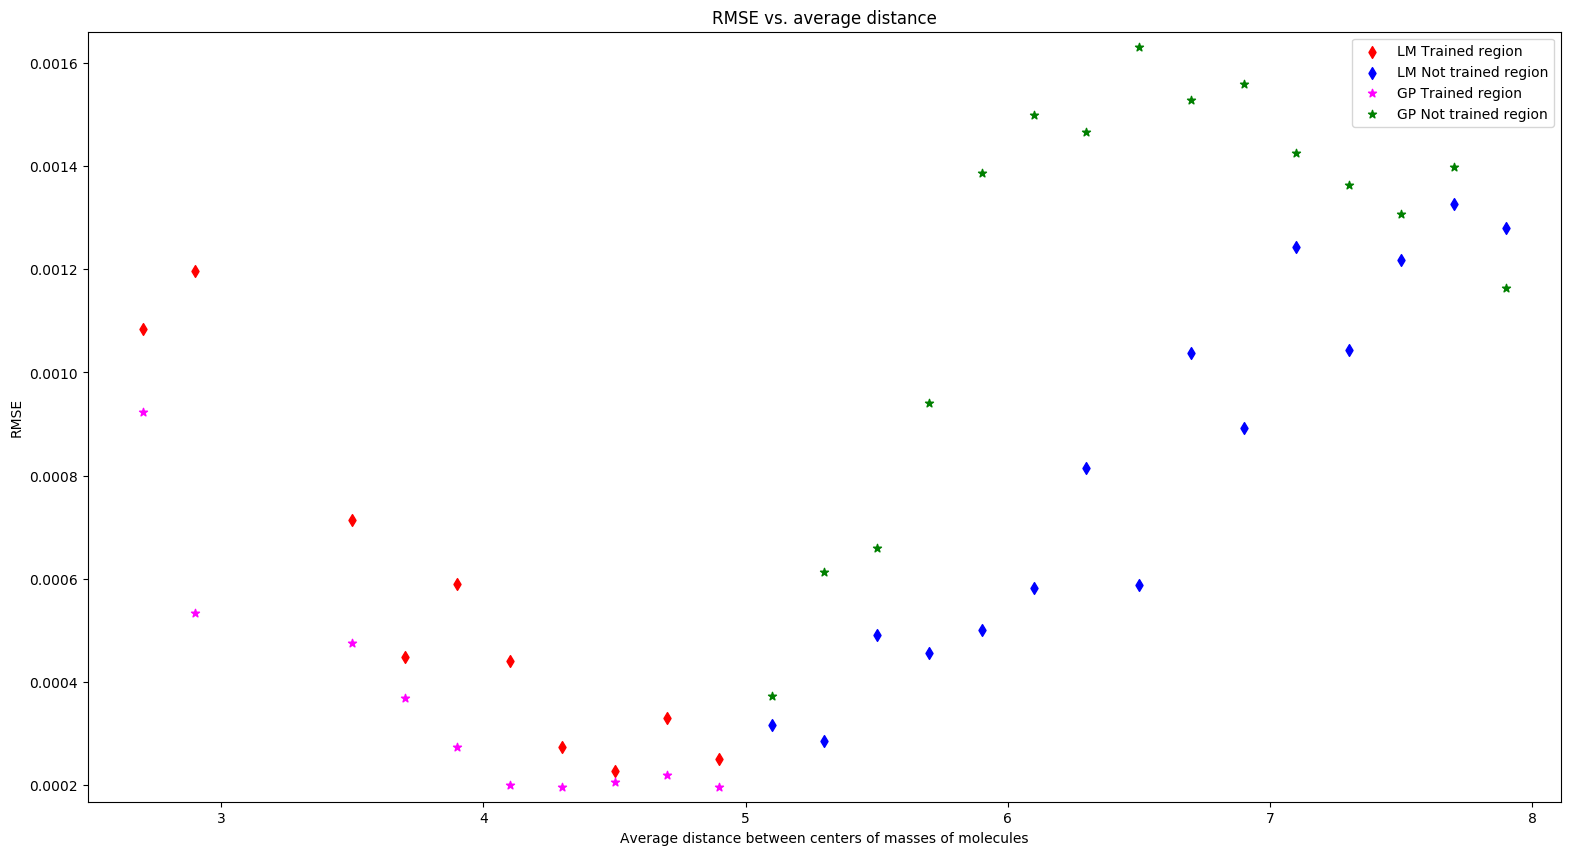 RMSE vs. average distance
LM Trained region
LM Not trained region
GP Trained region
GP Not trained region
RMSE
0.0016
0.0014
0.0012
0.0010
0.0008
0.0006
0.0004
0.0002
3 4 5 6 7 8
Average distance between centers of masses of molecules